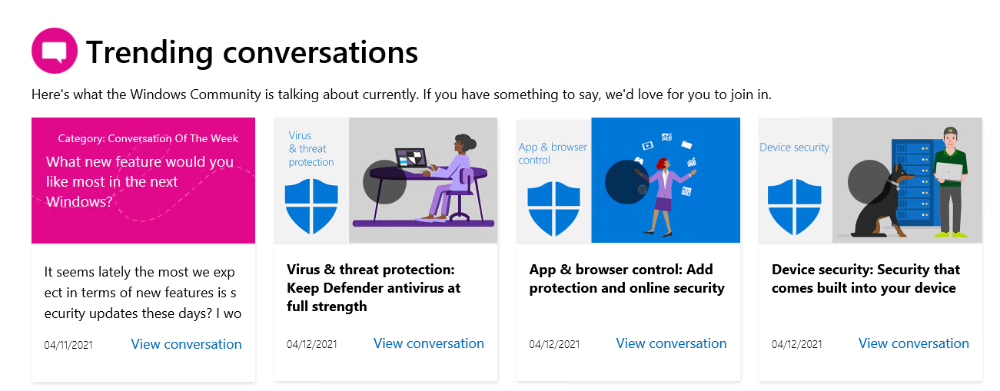 Trending conversations
Here's what the Windows Community is talking about currently. If you have something to say, we'd love for you to join in.
Category: Conversation Of The Week
What new feature would you
like most in the next
Windows?
It seems lately the most we exp
ect in terms of new features is s
ecurity updates these days? I wo
04/11/2021
View conversation
Virus
& threat
protection
Virus & threat protection:
Keep Defender antivirus at
full strength
04/12/2021
View conversation
App & browser
control
App & browser control: Add
protection and online security
04/12/2021
View conversation
Device security
M
Device security: Security that
comes built into your device
04/12/2021
View conversation